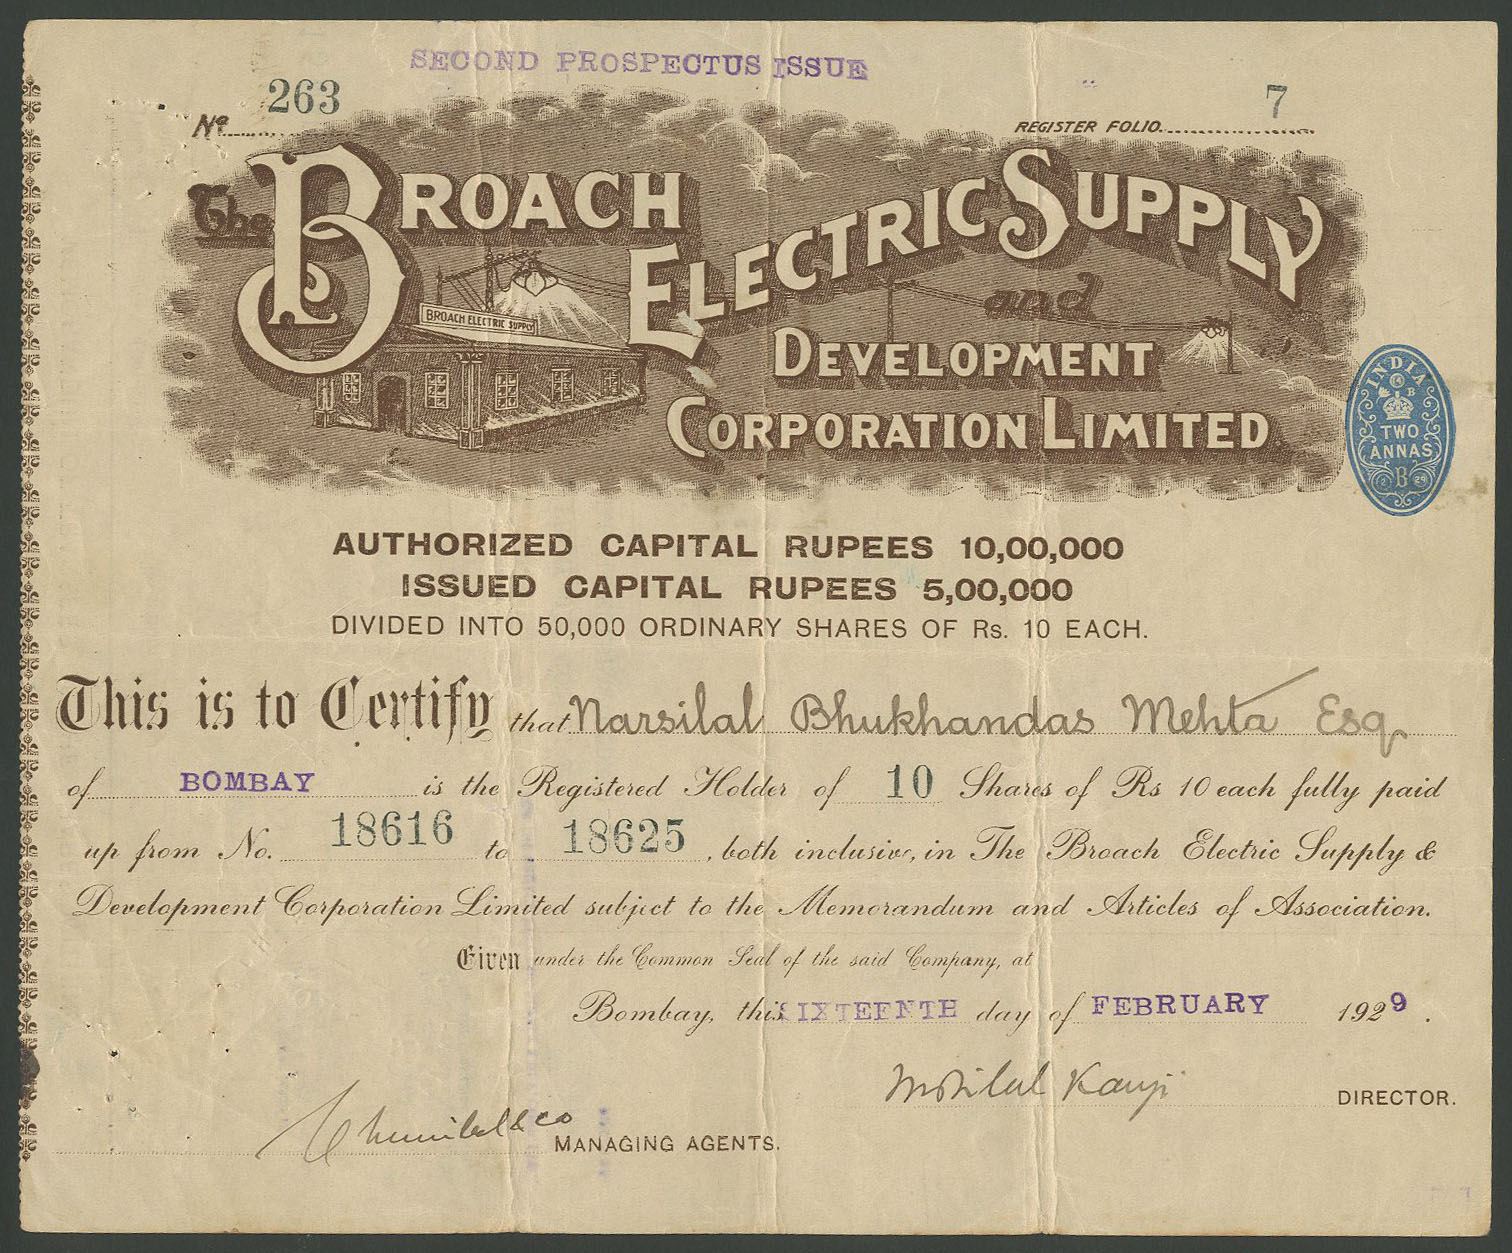 SECOND PROSPECTUS ISSUE
No 263
REGISTER FOLIO. 7
The BROACH ELECTRIC SUPPLY
and
DEVELOPMENT
CORPORATION LIMITED
BROACH ELECTRIC SUPPLY
INDIA
TWO
ANNAS
B
AUTHORIZED CAPITAL RUPEES 10,00,000
ISSUED CAPITAL RUPEES 5,00,000
DIVIDED INTO 50,000 ORDINARY SHARES OF Rs. 10 EACH.
This is to Certify that Narsilal Bhukhandas Mehta Esq
of BOMBAY is the Registered Holder of 10 Shares of Rs 10 each fully paid
up from No. 18616 to 18625, both inclusive, in The Broach Electric Supply &
Development Corporation Limited subject to the Memorandum and Articles of Association.
Given under the Common Seal of the said Company, at
Bombay, this SIXTEENTH day of FEBRUARY 1929.
Motilal Kanji DIRECTOR.
Chunilal & Co MANAGING AGENTS.